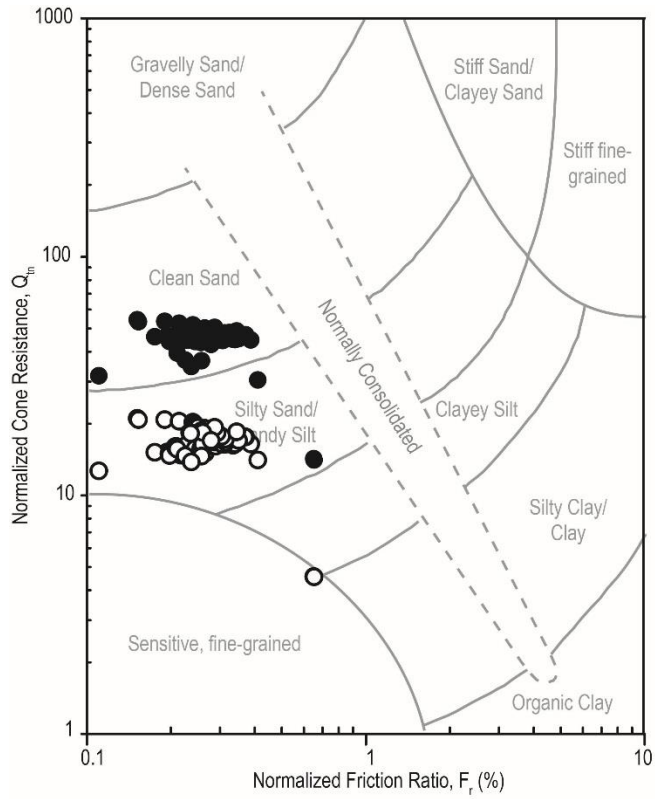 1000
Gravelly Sand/
Dense Sand
Stiff Sand/
Clayey Sand
Stiff fine-
grained
100
Clean Sand
Normally Consolidated
Normalized Cone Resistance, Qtn
Silty Sand/
ndy Silt
Clayey Silt
10
Silty Clay/
Clay
Sensitive, fine-grained
Organic Clay
1
0.1
1
10
Normalized Friction Ratio, Fr (%)